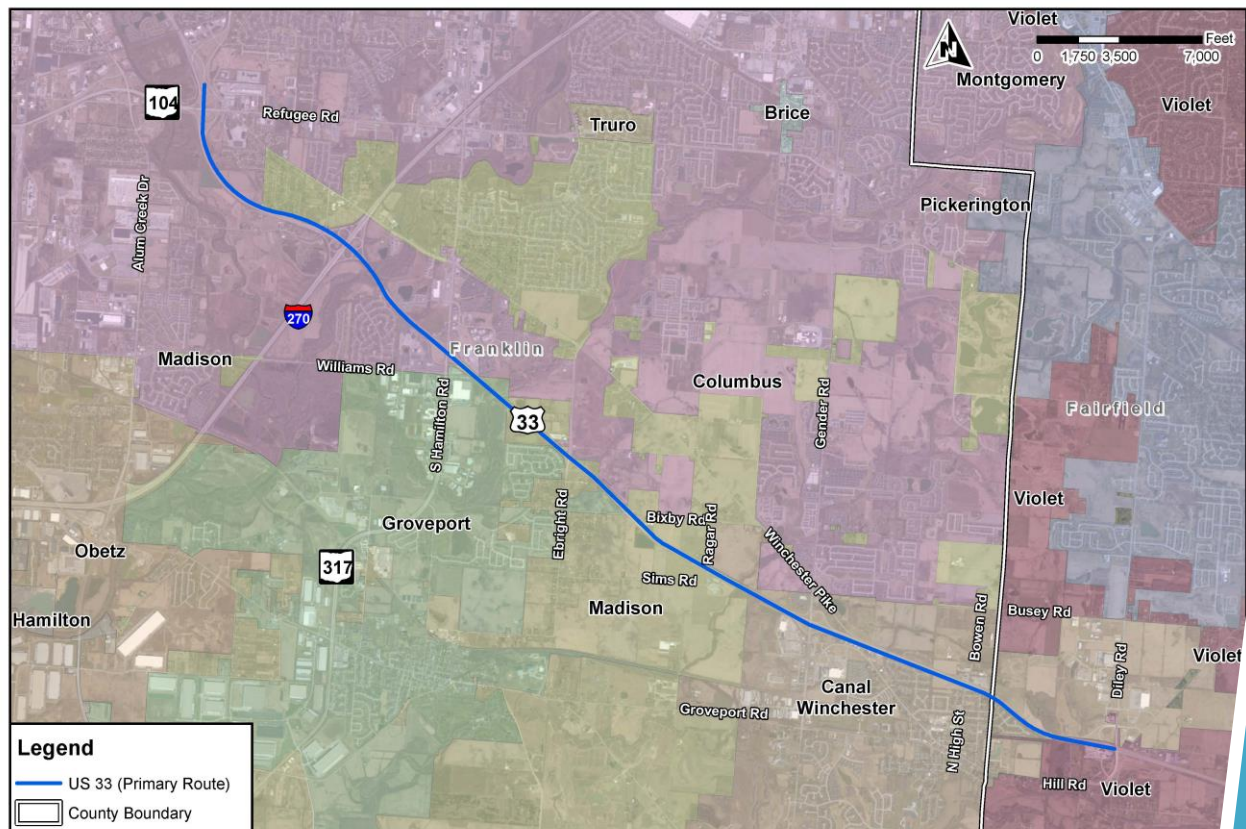 Violet
N
Feet
0 1,750 3,500 7,000
Montgomery
104
Refugee Rd
Truro
Brice
Violet
Alum Creek Dr
Pickerington
270
Madison
Williams Rd
Franklin
S Hamilton Rd
33
Columbus
Gender Rd
Fairfield
Violet
Groveport
Ebright Rd
Bixby Rd
Ragar Rd
Winchester Pike
Obetz
317
Sims Rd
Madison
Hamilton
Bowen Rd
Busey Rd
Violet
Diley Rd
Canal
Winchester
Groveport Rd
N High St
Hill Rd
Violet
Legend
US 33 (Primary Route)
County Boundary